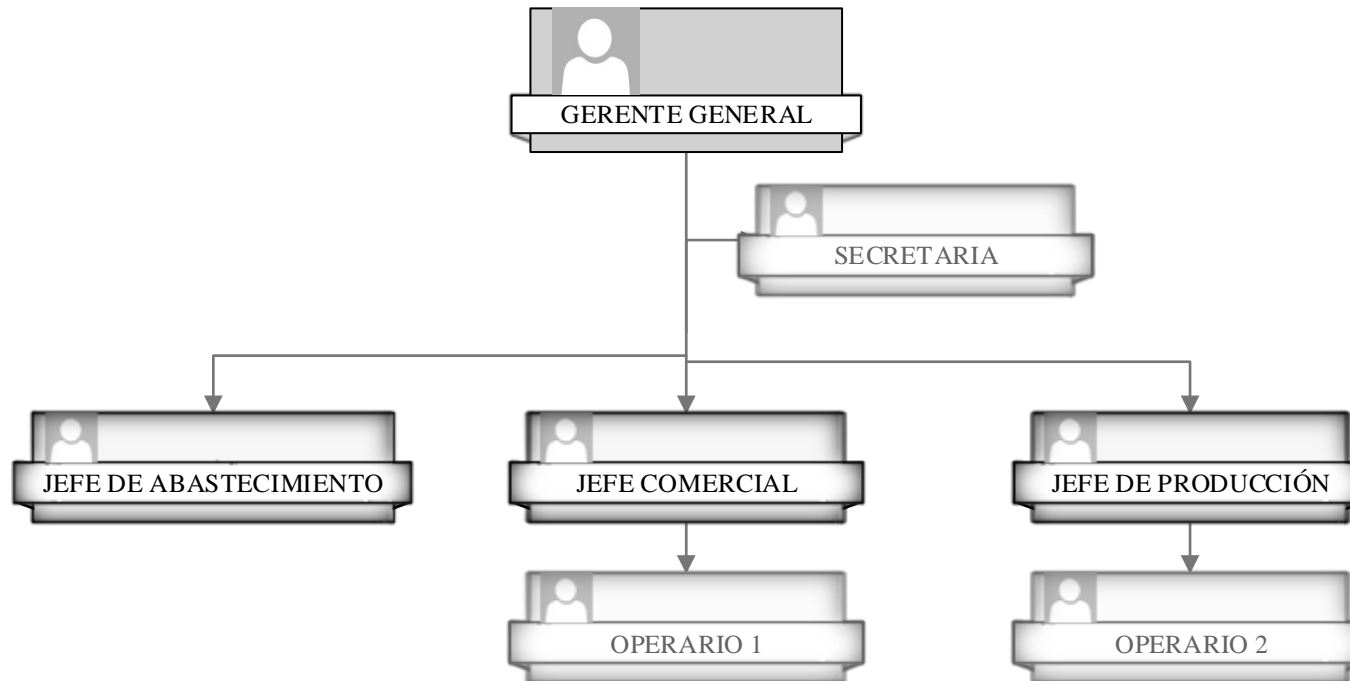 GERENTE GENERAL
SECRETARIA
JEFE DE ABASTECIMIENTO
JEFE COMERCIAL
JEFE DE PRODUCCIÓN
OPERARIO 1
OPERARIO 2